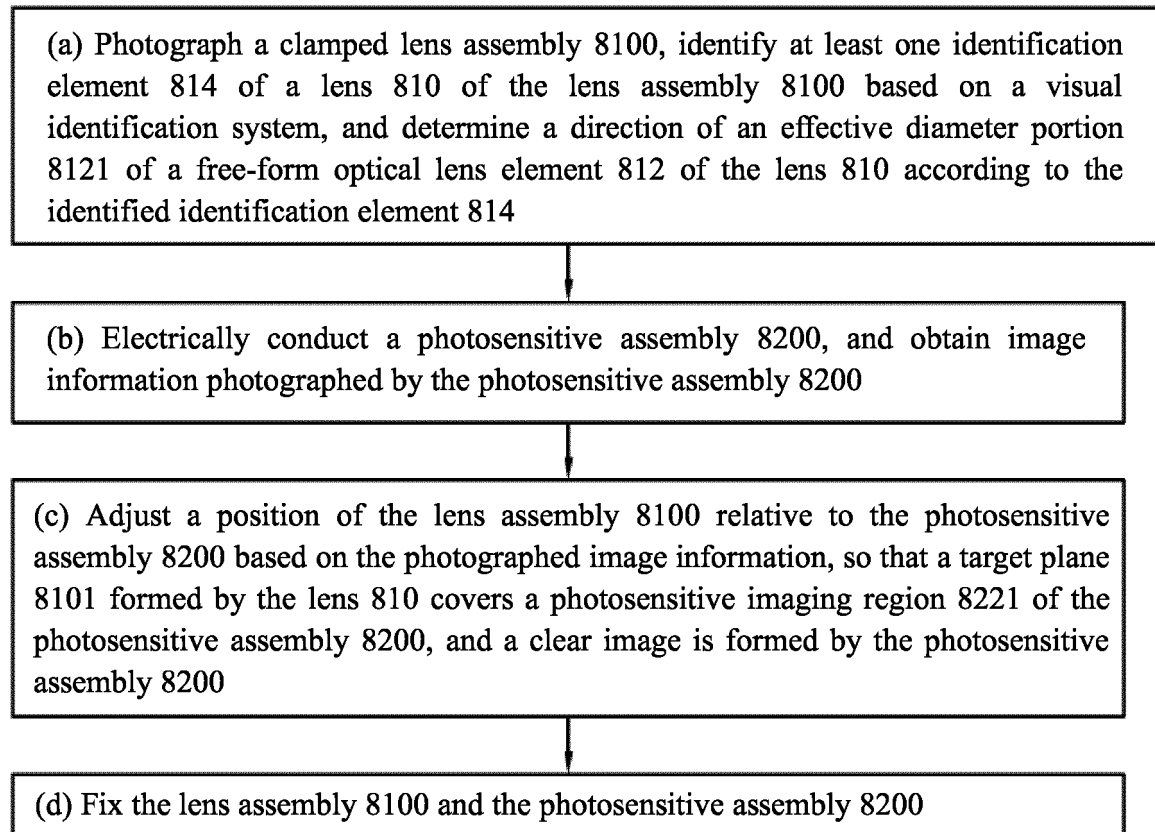 (a) Photograph a clamped lens assembly 8100, identify at least one identification
element 814 of a lens 810 of the lens assembly 8100 based on a visual
identification system, and determine a direction of an effective diameter portion
8121 of a free-form optical lens element 812 of the lens 810 according to the
identified identification element 814
(b) Electrically conduct a photosensitive assembly 8200, and obtain image
information photographed by the photosensitive assembly 8200
(c) Adjust a position of the lens assembly 8100 relative to the photosensitive
assembly 8200 based on the photographed image information, so that a target plane
8101 formed by the lens 810 covers a photosensitive imaging region 8221 of the
photosensitive assembly 8200, and a clear image is formed by the photosensitive
assembly 8200
(d) Fix the lens assembly 8100 and the photosensitive assembly 8200